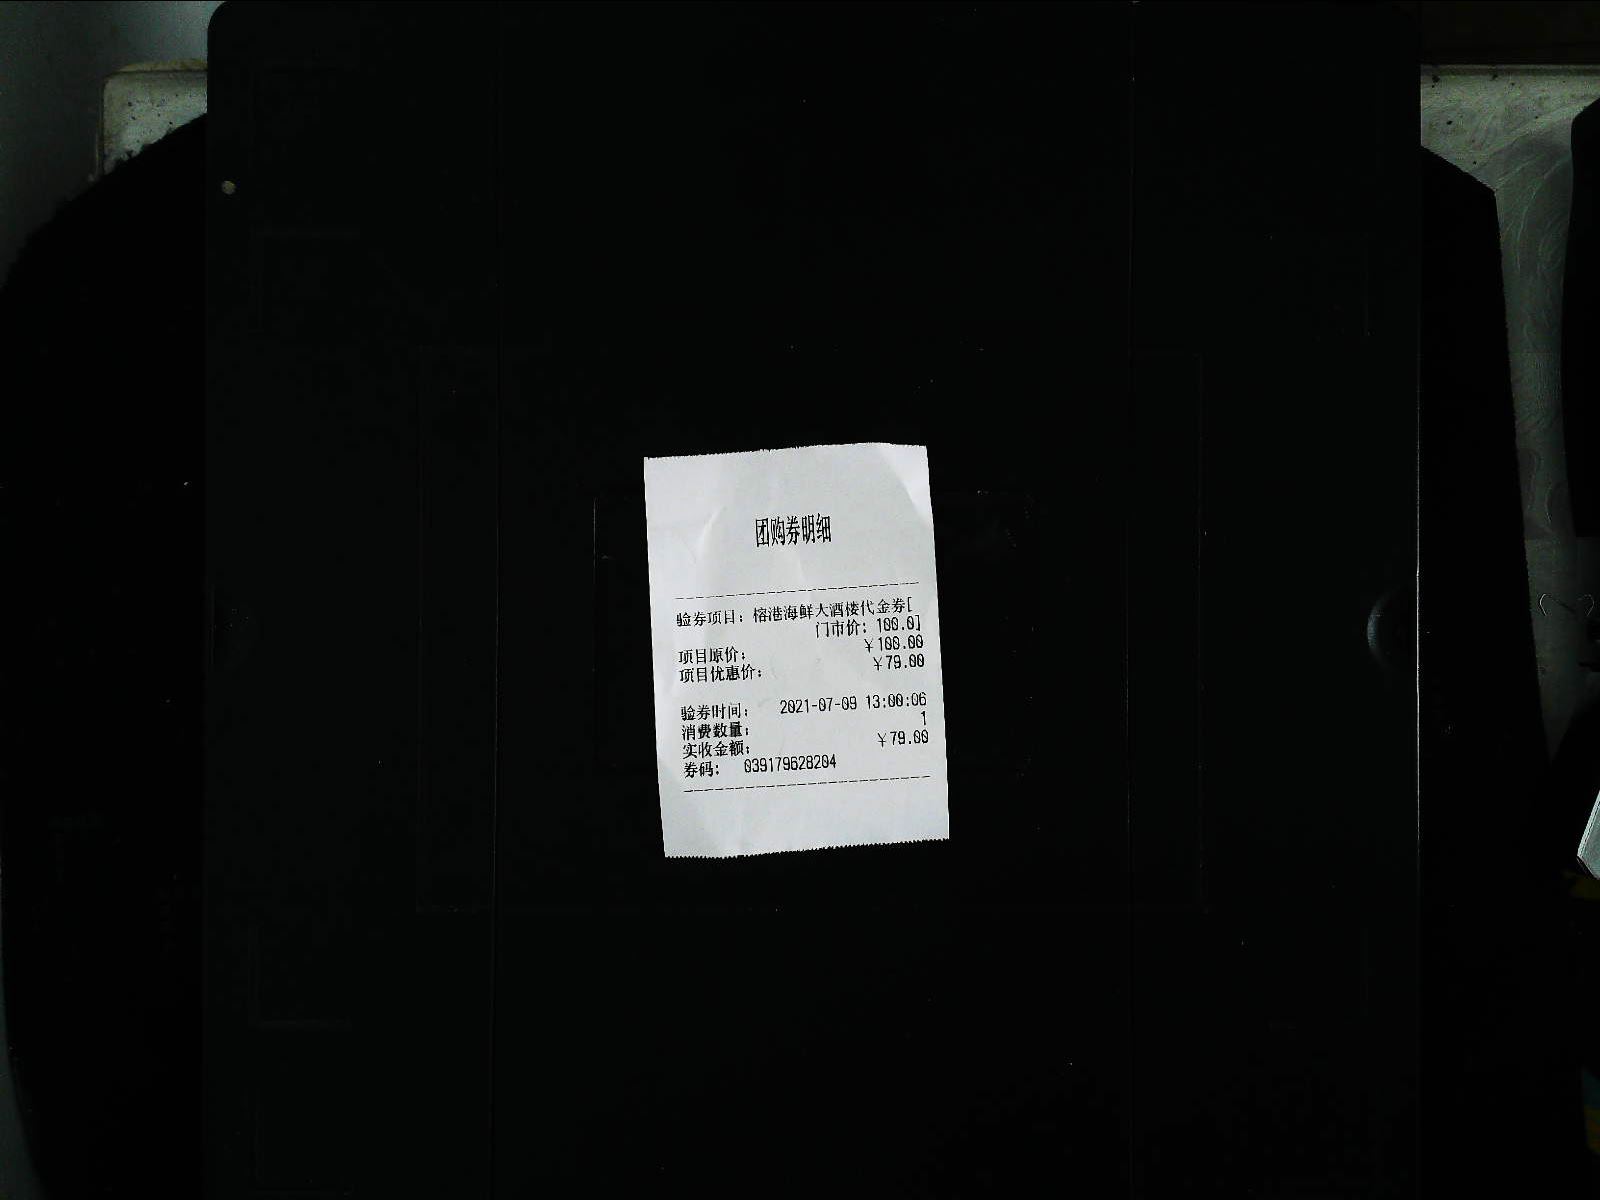 团购券明细
验券项目：榕港海鲜大酒楼代金券[
门市价：100.0]
项目原价：￥100.00
项目优惠价：￥79.00
验券时间：2021-07-09 13:00:06
消费数量：1
实收金额：￥79.00
券码：039179628204